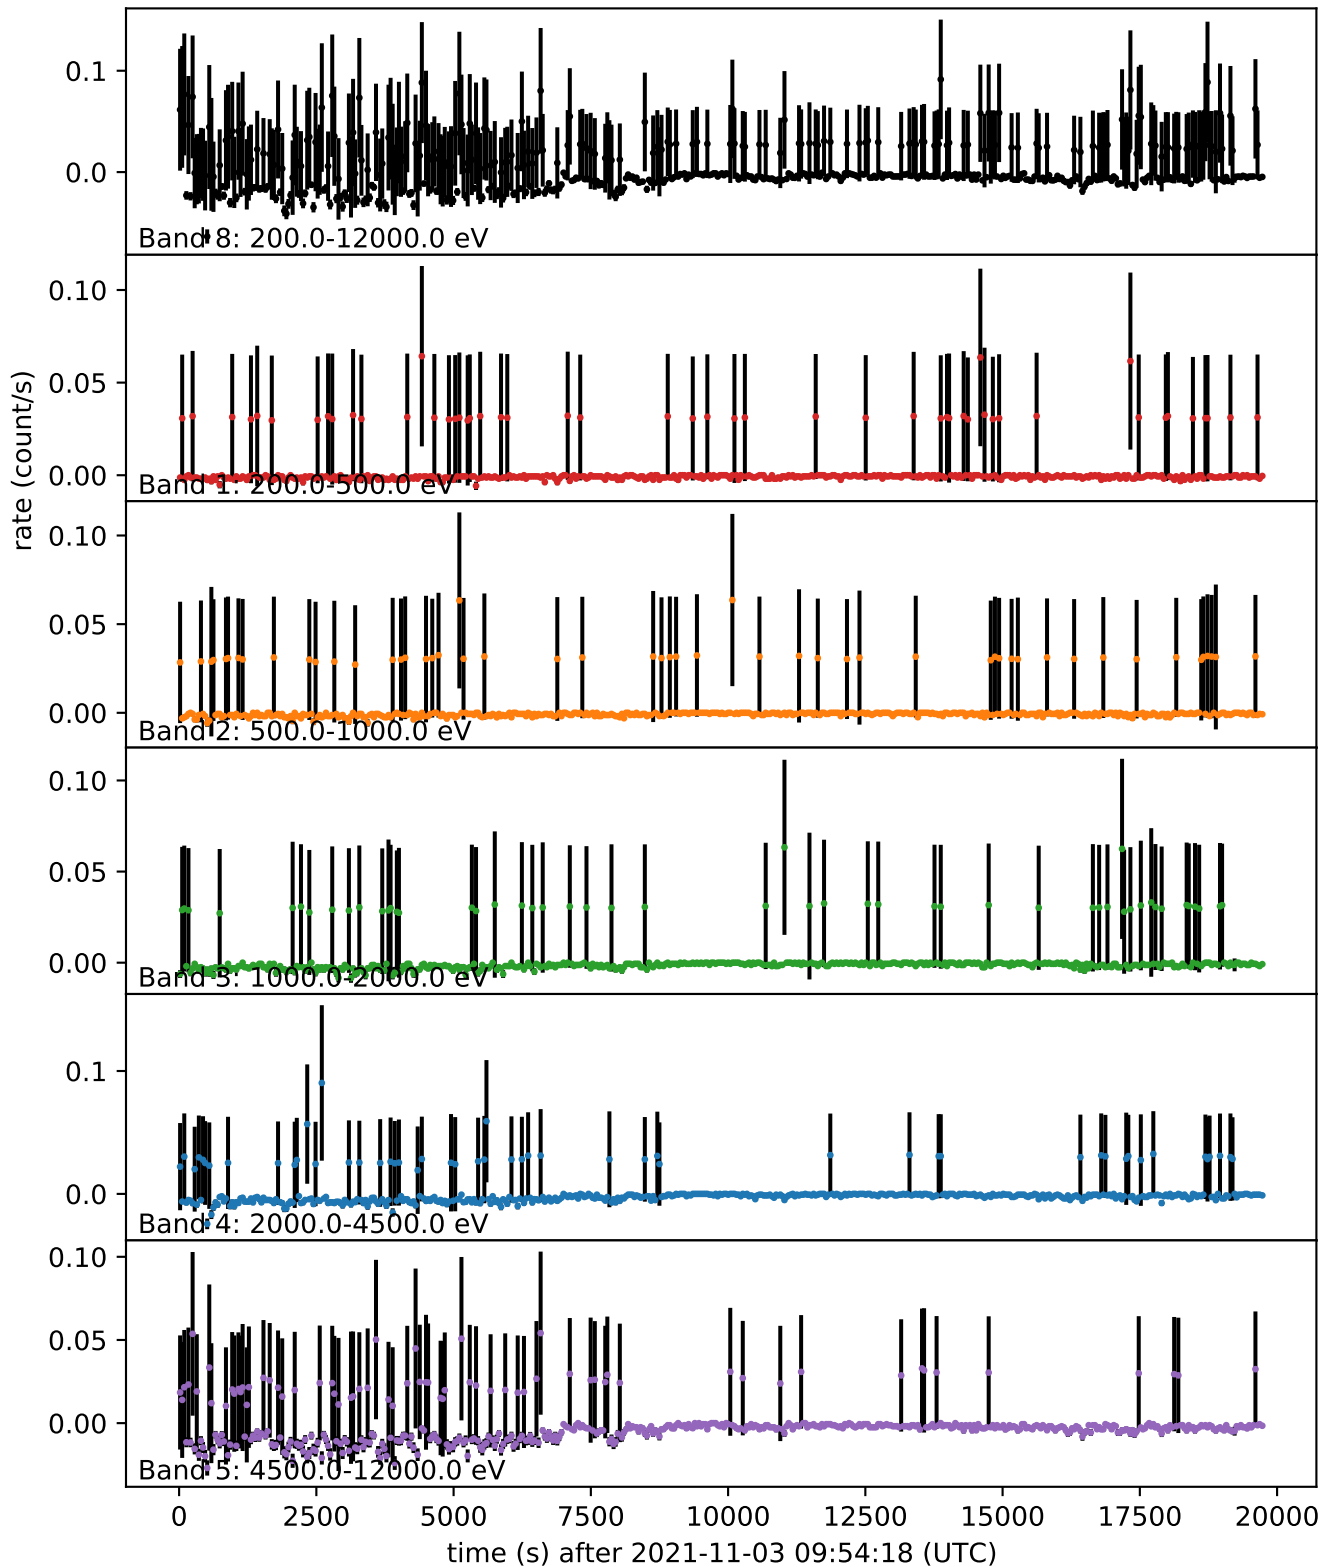 0.1
0.0
Band 8: 200.0-12000.0 eV
0.10
0.05
0.00
Band 1: 200.0-500.0 eV
rate (count/s)
0.10
0.05
0.00
Band 2: 500.0-1000.0 eV
0.10
0.05
0.00
Band 3: 1000.0-2000.0 eV
0.1
0.0
Band 4: 2000.0-4500.0 eV
0.10
0.05
0.00
Band 5: 4500.0-12000.0 eV
0 2500 5000 7500 10000 12500 15000 17500 20000
time (s) after 2021-11-03 09:54:18 (UTC)